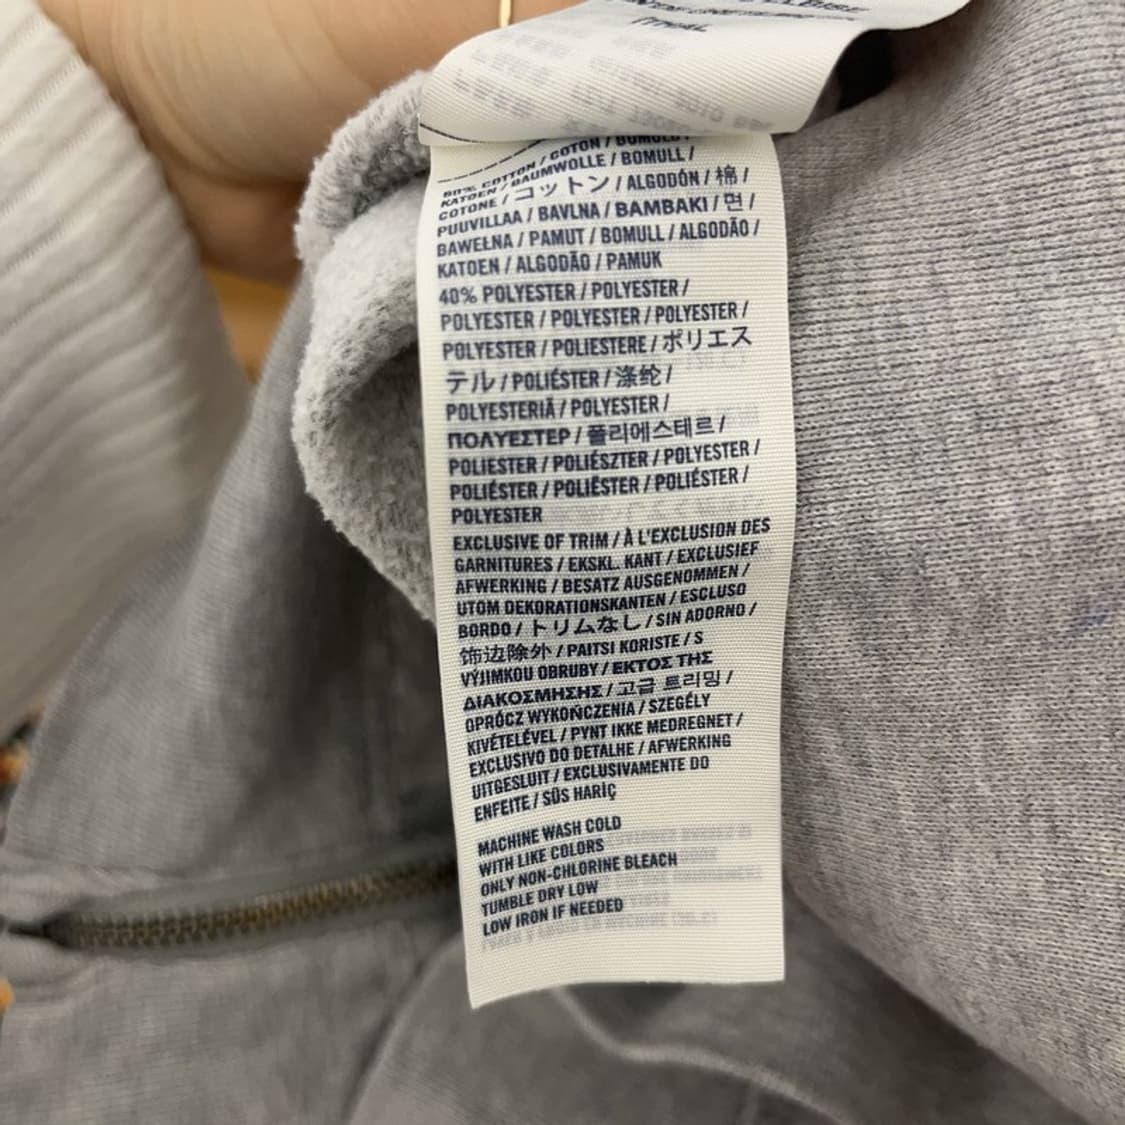 60% COTTON / COTON / BOMULD /
KATOEN / BAUMWOLLE / BOMULL /
COTONE / コットン / ALGODÓN / 棉 /
PUUVILLAA / BAVLNA / BAMBAKI / 면 /
BAWEŁNA / PAMUT / BOMULL / ALGODÃO /
KATOEN / ALGODÃO / PAMUK
40% POLYESTER / POLYESTER /
POLYESTER / POLYESTER / POLYESTER /
POLYESTER / POLIESTERE / ポリエス
テル / POLIÉSTER / 涤纶 /
POLYESTERIÄ / POLYESTER /
ΠΟΛΥΕΣΤΕΡ / 폴리에스테르 /
POLIESTER / POLIÉSZTER / POLYESTER /
POLIÉSTER / POLIËSTER / POLIÉSTER /
POLYESTER
EXCLUSIVE OF TRIM / À L'EXCLUSION DES
GARNITURES / EKSKL. KANT / EXCLUSIEF
AFWERKING / BESATZ AUSGENOMMEN /
UTOM DEKORATIONSKANTEN / ESCLUSO
BORDO / トリムなし / SIN ADORNO /
饰边除外 / PAITSI KORISTE / S
VÝJIMKOU OBRUBY / ΕΚΤΟΣ ΤΗΣ
ΔΙΑΚΟΣΜΗΣΗΣ / 고급 트리밍 /
OPRÓCZ WYKOŃCZENIA / SZEGÉLY
KIVÉTELÉVEL / PYNT IKKE MEDREGNET /
EXCLUSIVO DO DETALHE / AFWERKING
UITGESLUIT / EXCLUSIVAMENTE DO
ENFEITE / SÜS HARİÇ
MACHINE WASH COLD
WITH LIKE COLORS
ONLY NON-CHLORINE BLEACH
TUMBLE DRY LOW
LOW IRON IF NEEDED